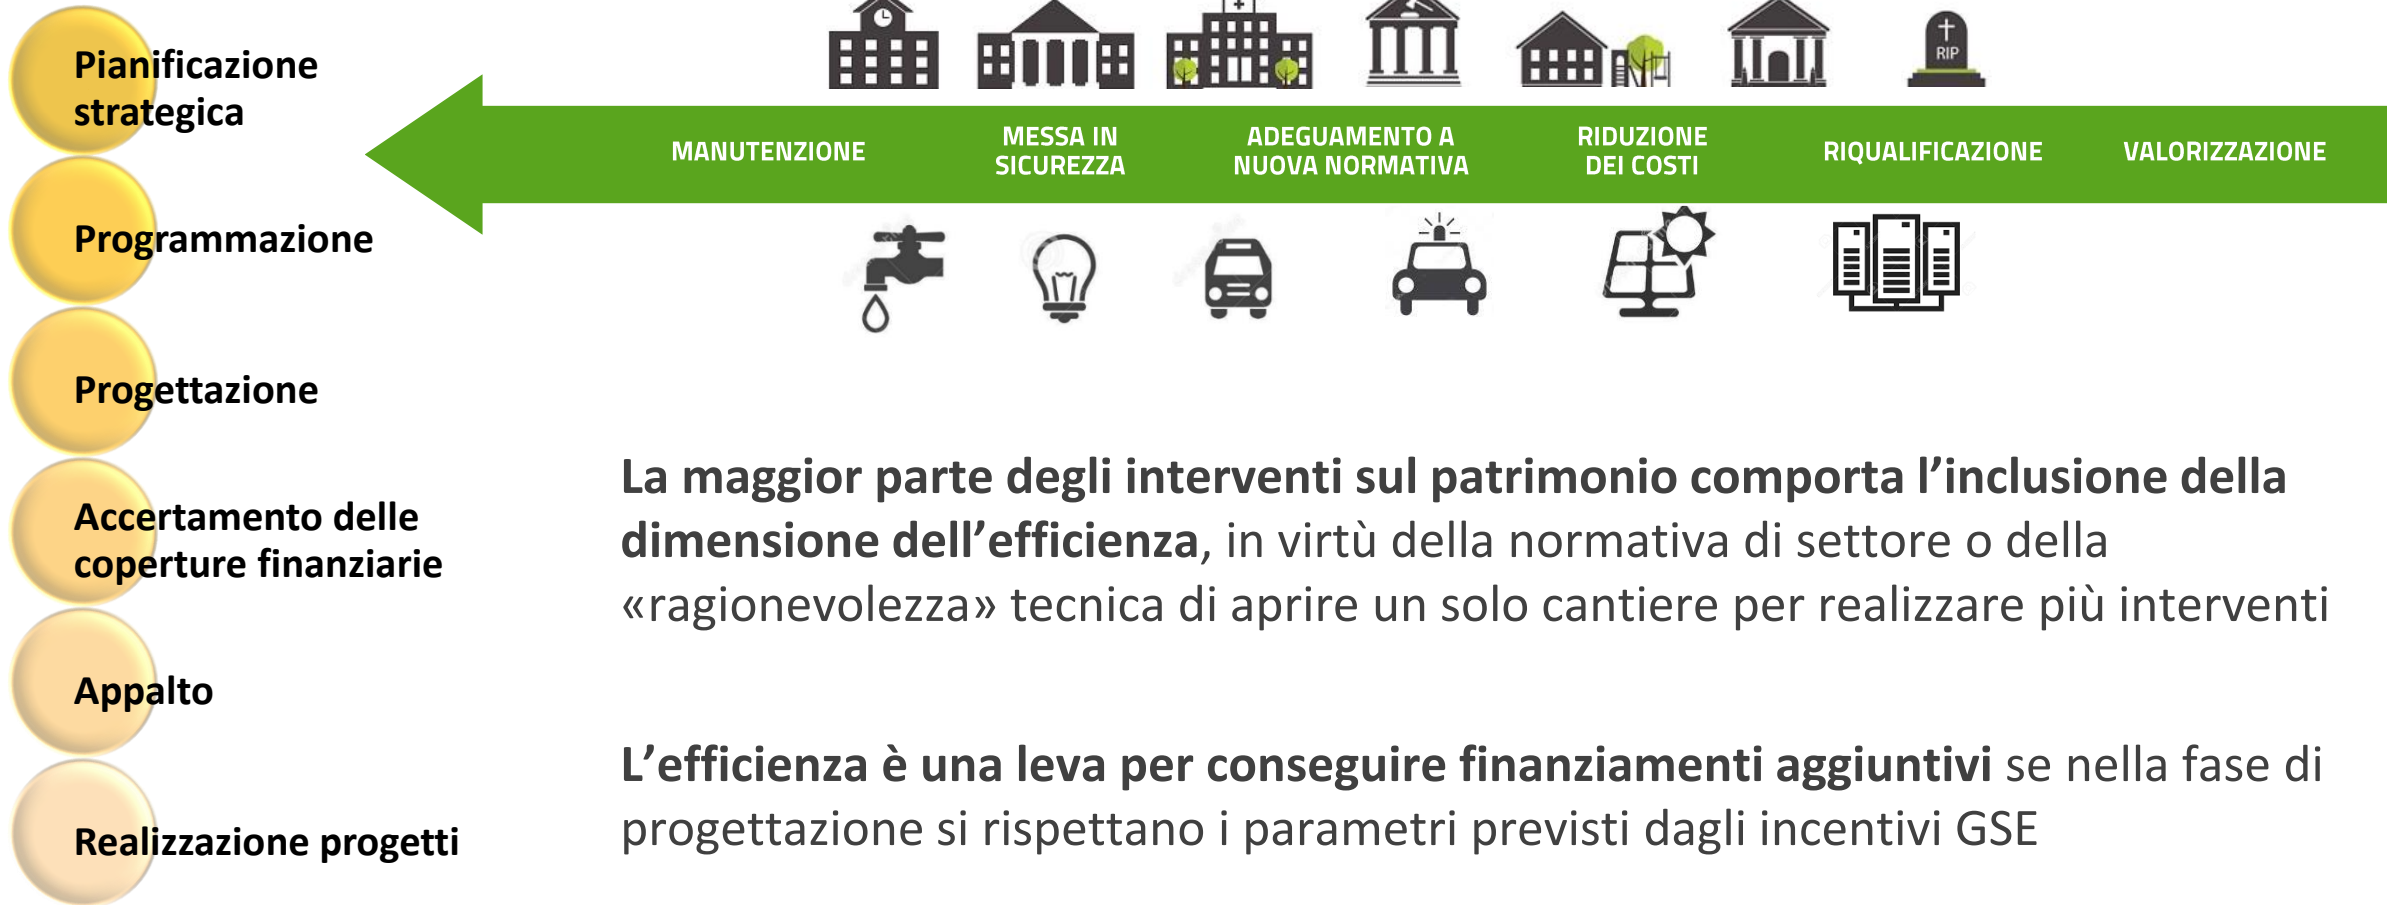 Pianificazione
strategica
Programmazione
Progettazione
Accertamento delle
coperture finanziarie
Appalto
Realizzazione progetti
RIP
MANUTENZIONE
MESSA IN
SICUREZZA
ADEGUAMENTO A
NUOVA NORMATIVA
RIDUZIONE
DEI COSTI
RIQUALIFICAZIONE
VALORIZZAZIONE
La maggior parte degli interventi sul patrimonio comporta l’inclusione della
dimensione dell’efficienza, in virtù della normativa di settore o della
«ragionevolezza» tecnica di aprire un solo cantiere per realizzare più interventi
L’efficienza è una leva per conseguire finanziamenti aggiuntivi se nella fase di
progettazione si rispettano i parametri previsti dagli incentivi GSE